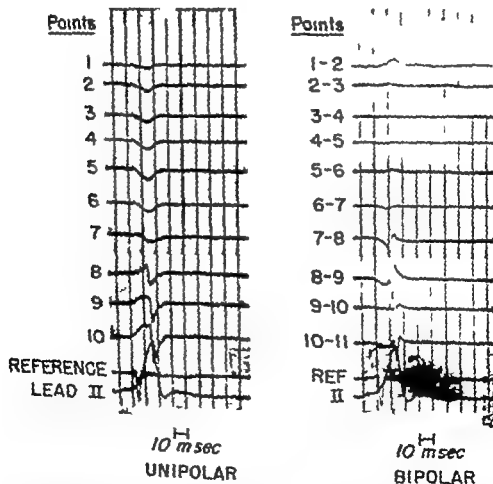 Points
1
2
3
4
5
6
7
8
9
10
REFERENCE
LEAD II
10 msec
UNIPOLAR
Points
1-2
2-3
3-4
4-5
5-6
6-7
7-8
8-9
9-10
10-11
REF
II
10 msec
BIPOLAR